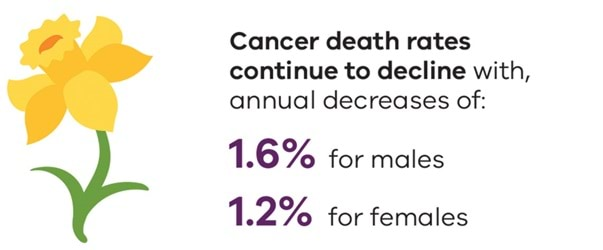 Cancer death rates
continue to decline with,
annual decreases of:
1.6% for males
1.2% for females